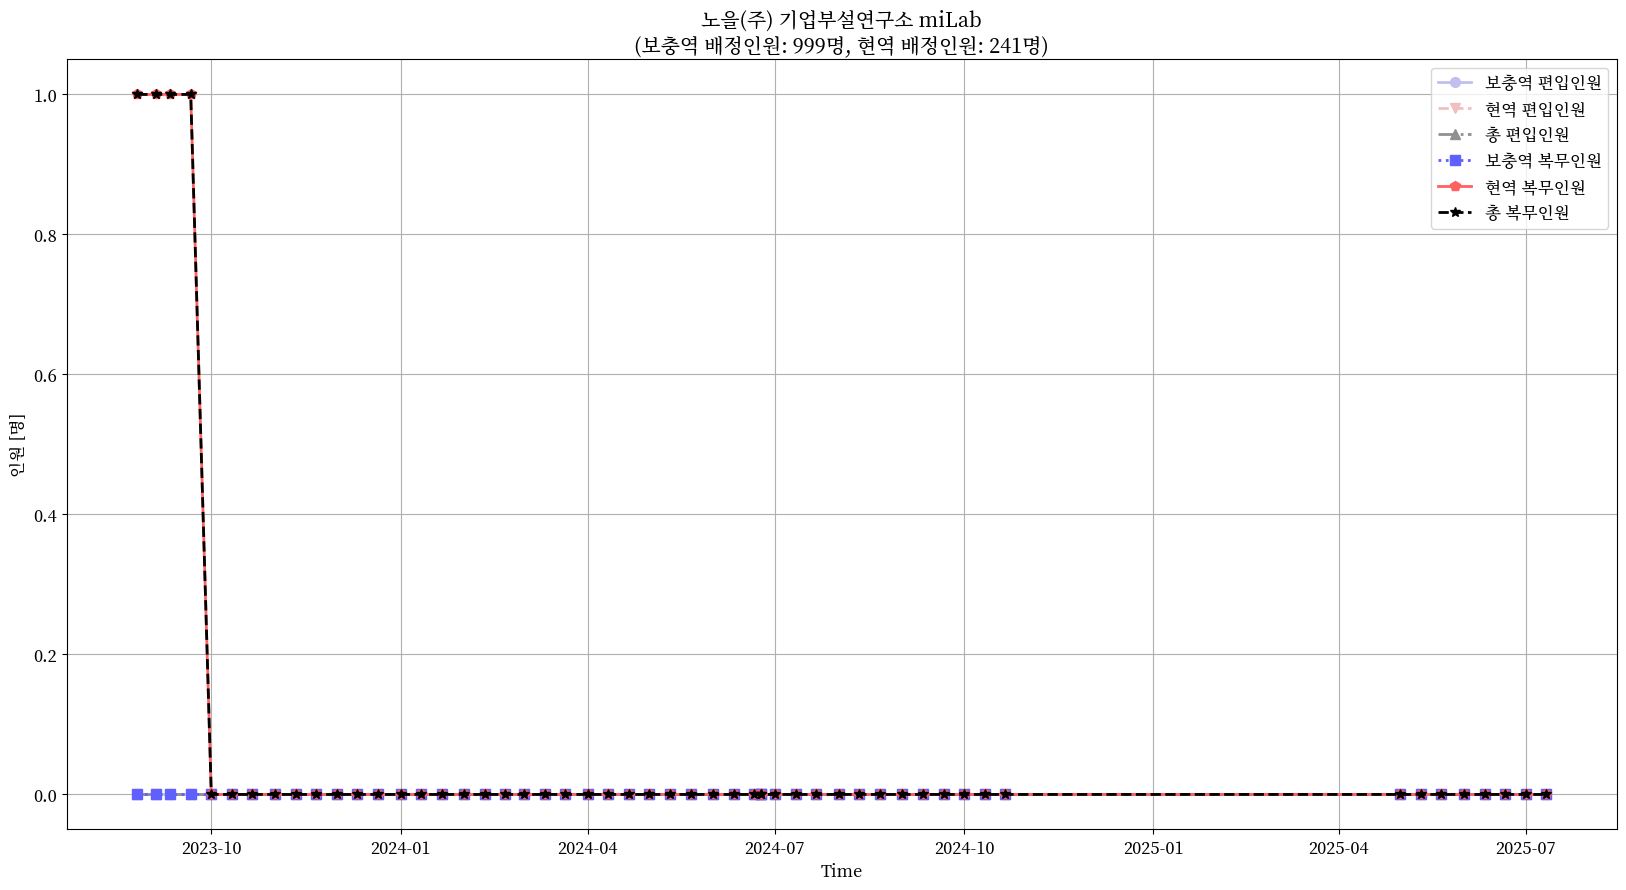 노을(주) 기업부설연구소 miLab
(보충역 배정인원: 999명, 현역 배정인원: 241명)
보충역 편입인원
현역 편입인원
총 편입인원
보충역 복무인원
현역 복무인원
총 복무인원
1.0
0.8
0.6
0.4
0.2
0.0
인원 [명]
2023-10
2024-01
2024-04
2024-07
2024-10
2025-01
2025-04
2025-07
Time